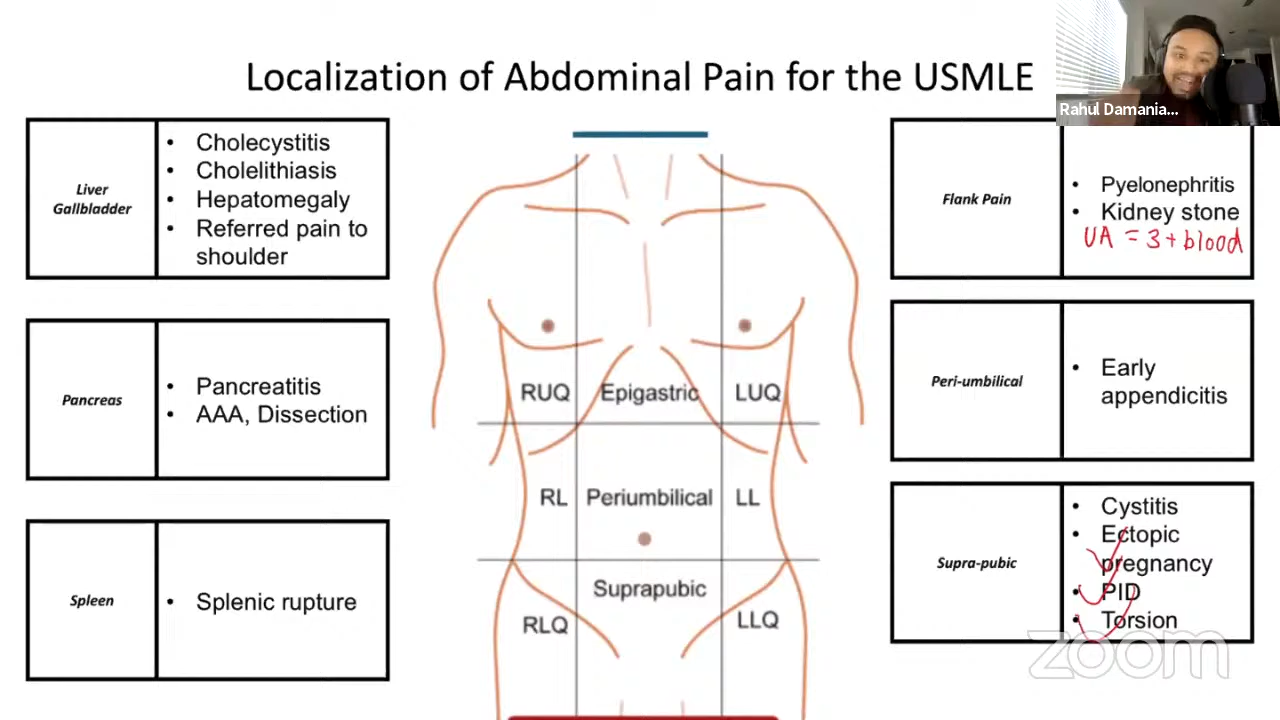 Localization of Abdominal Pain for the USMLE
Rahul Damania...
Liver
Gallbladder
• Cholecystitis
• Cholelithiasis
• Hepatomegaly
• Referred pain to
shoulder
Pancreas
• Pancreatitis
• AAA, Dissection
Spleen
• Splenic rupture
RUQ Epigastric LUQ
RL Periumbilical LL
Suprapubic
RLQ LLQ
Flank Pain
• Pyelonephritis
• Kidney stone
UA = 3+ blood
Peri-umbilical
• Early
appendicitis
Supra-pubic
• Cystitis
• Ectopic
pregnancy
• PID
• Torsion
zoom